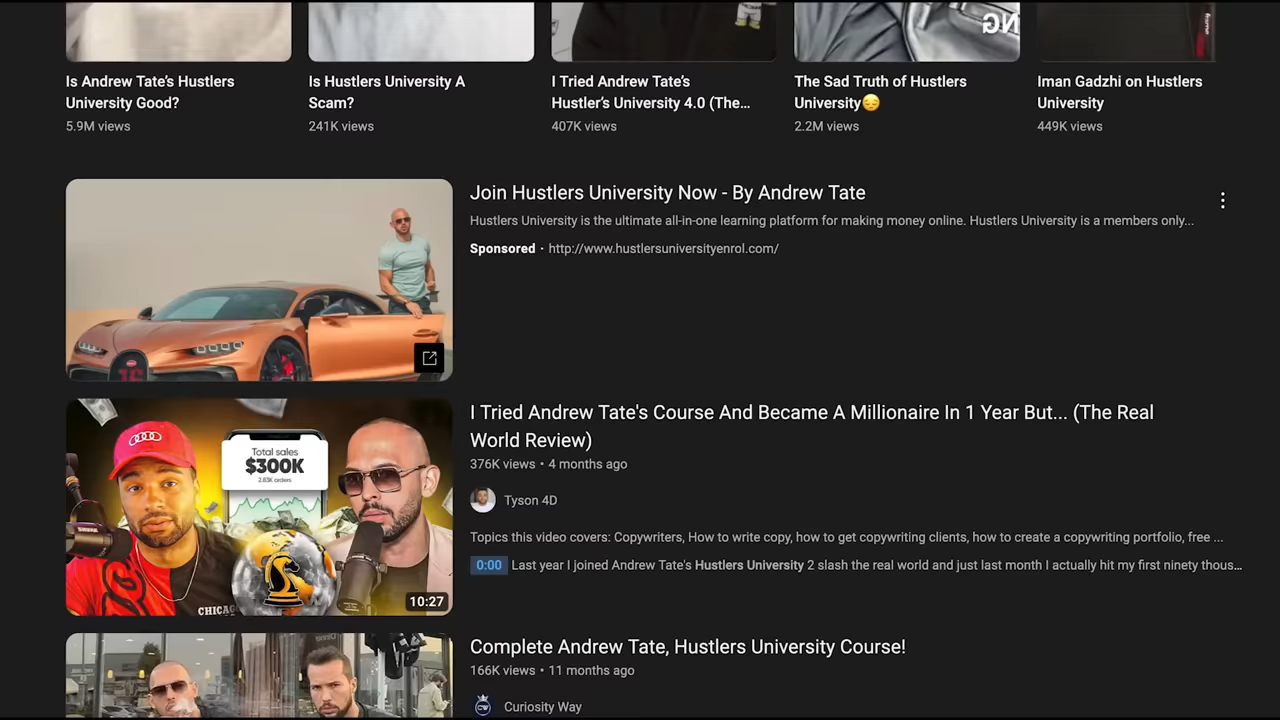 NG
Is Andrew Tate's Hustlers
University Good?
5.9M views
Is Hustlers University A
Scam?
241K views
I Tried Andrew Tate's
Hustler's University 4.0 (The...
407K views
The Sad Truth of Hustlers
University😔
2.2M views
Iman Gadzhi on Hustlers
University
449K views
Join Hustlers University Now - By Andrew Tate
Hustlers University is the ultimate all-in-one learning platform for making money online. Hustlers University is a members only...
Sponsored · http://www.hustlersuniversityenrol.com/
16
I Tried Andrew Tate's Course And Became A Millionaire In 1 Year But... (The Real
World Review)
376K views • 4 months ago
Tyson 4D
Topics this video covers: Copywriters, How to write copy, how to get copywriting clients, how to create a copywriting portfolio, free ...
0:00 Last year I joined Andrew Tate's Hustlers University 2 slash the real world and just last month I actually hit my first ninety thous...
Total sales
$300K
2.83K orders
SHURE
CHICAG
10:27
Complete Andrew Tate, Hustlers University Course!
166K views • 11 months ago
CW
Curiosity Way